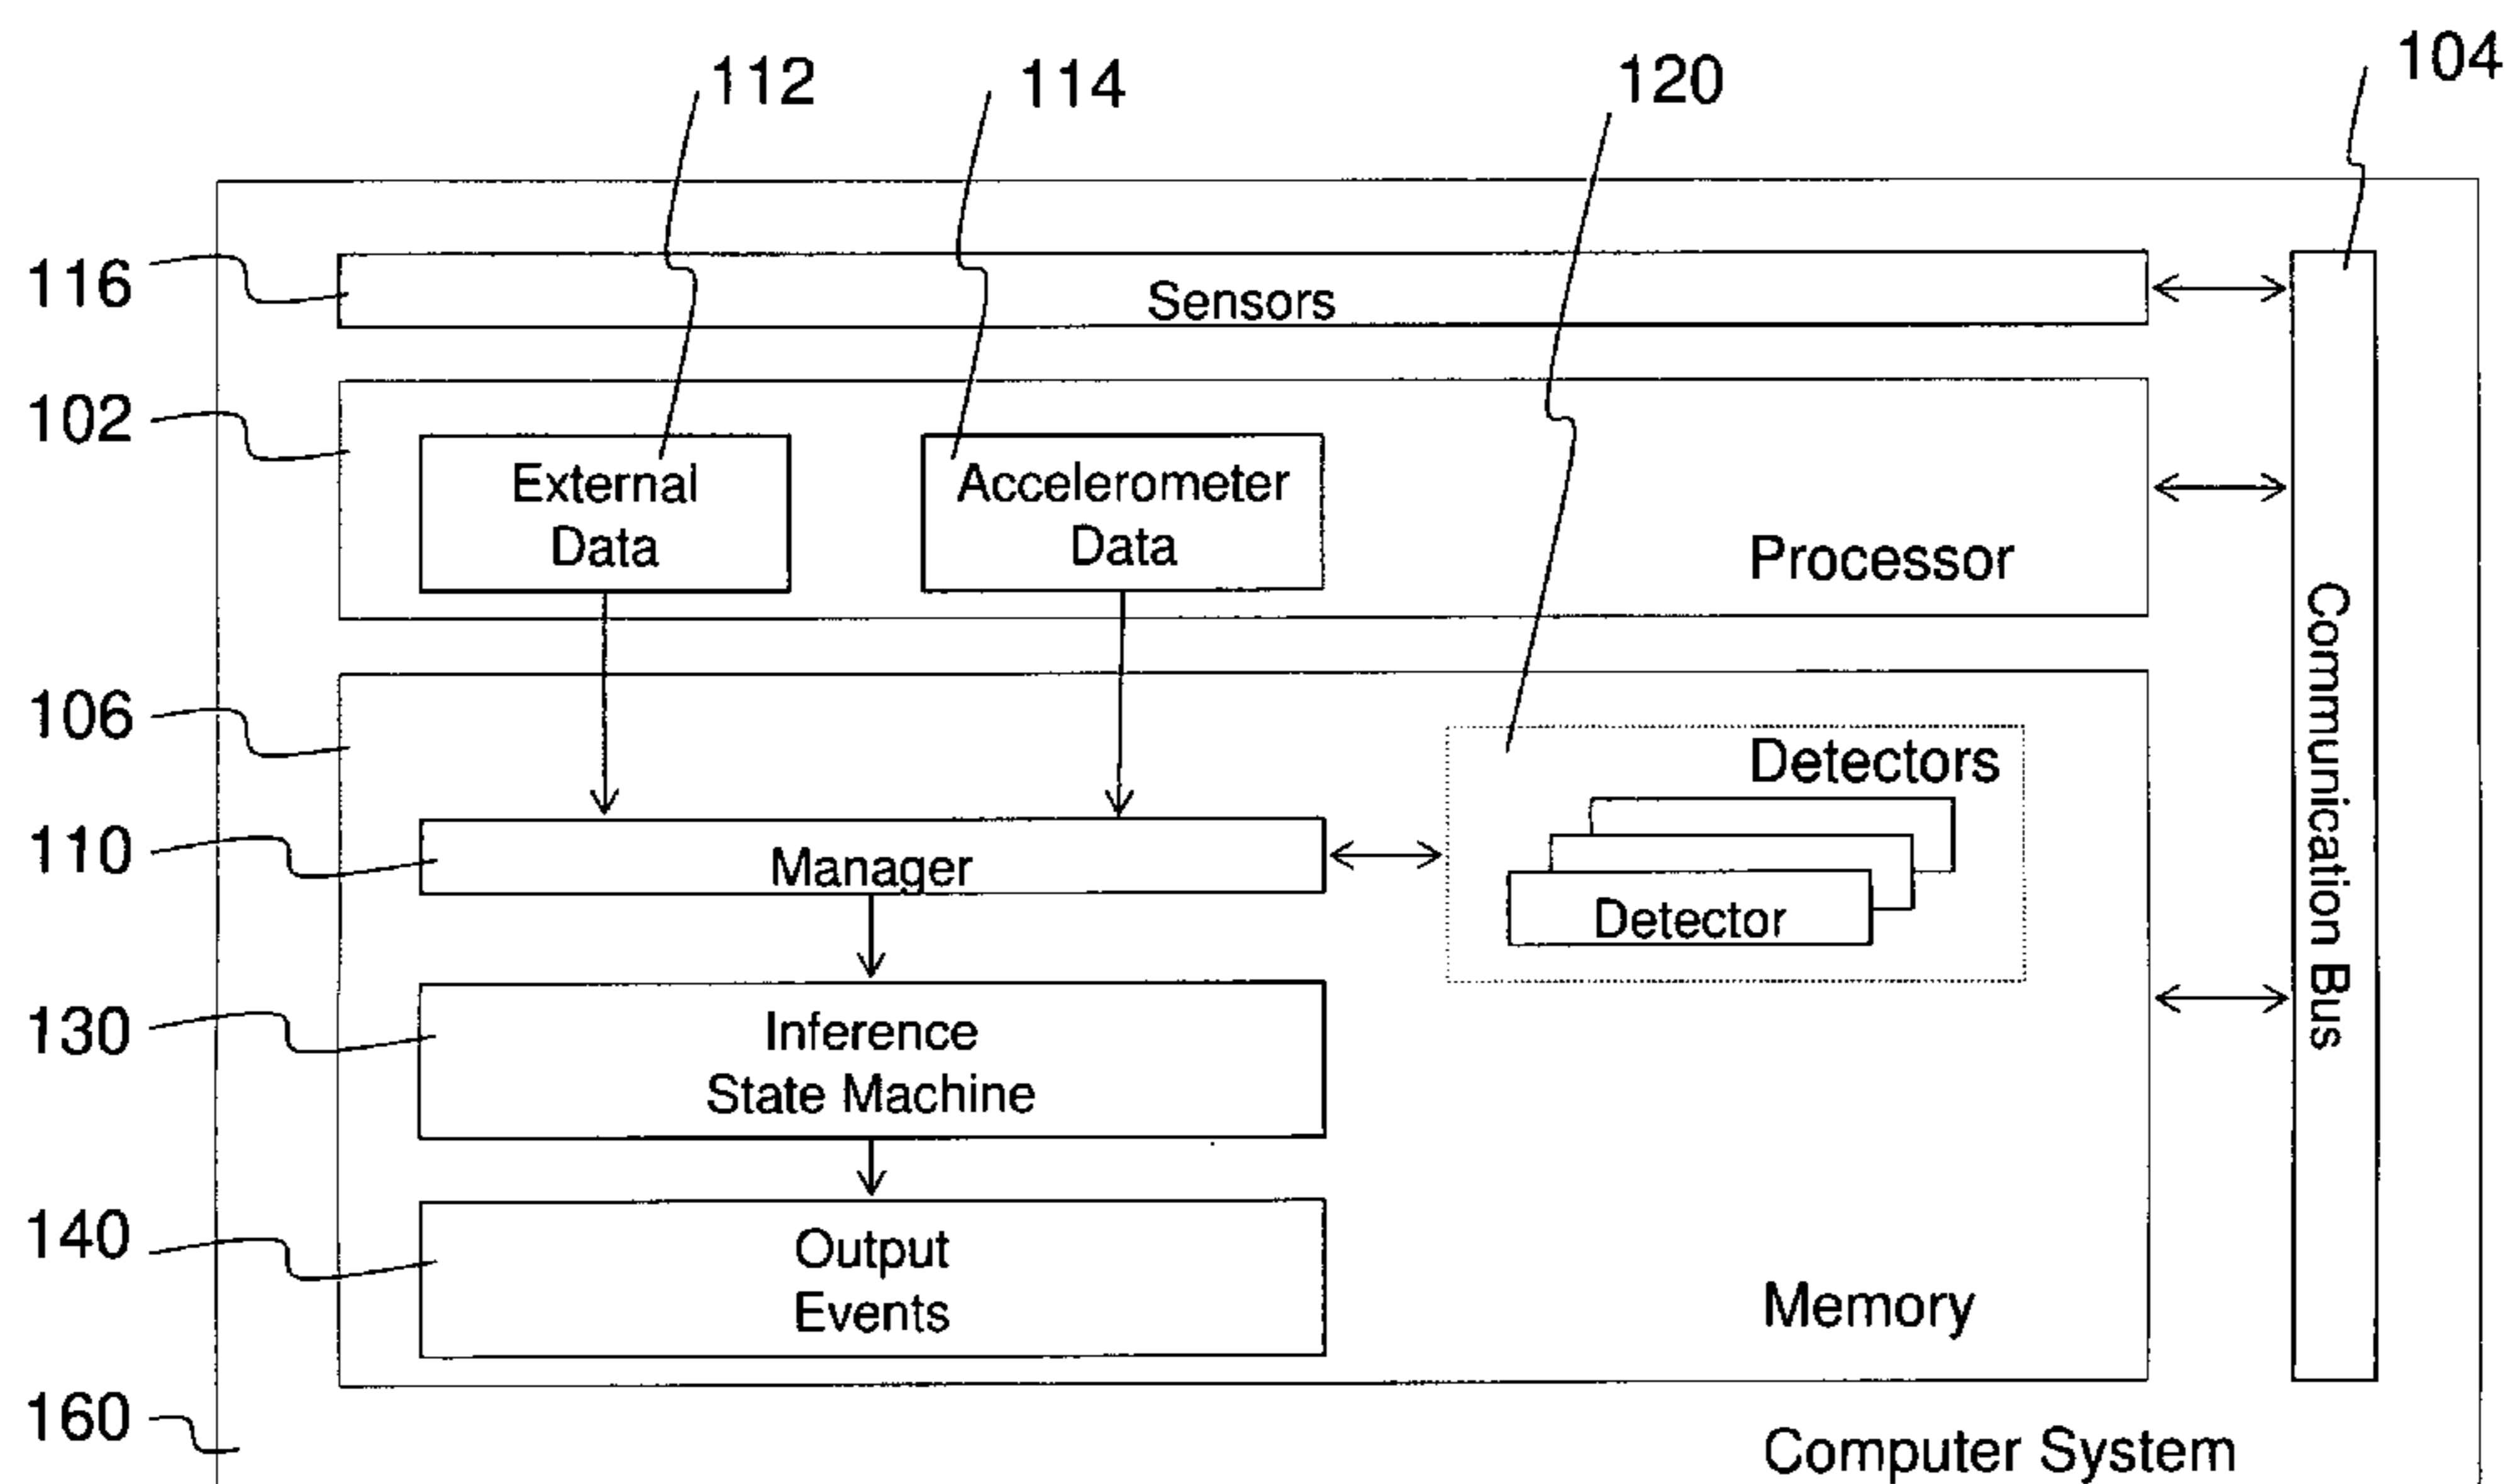 112
114
120
104
116
Sensors
102
External
Data
Accelerometer
Data
Processor
Communication Bus
106
Detectors
110
Manager
Detector
130
Inference
State Machine
140
Output
Events
Memory
160
Computer System